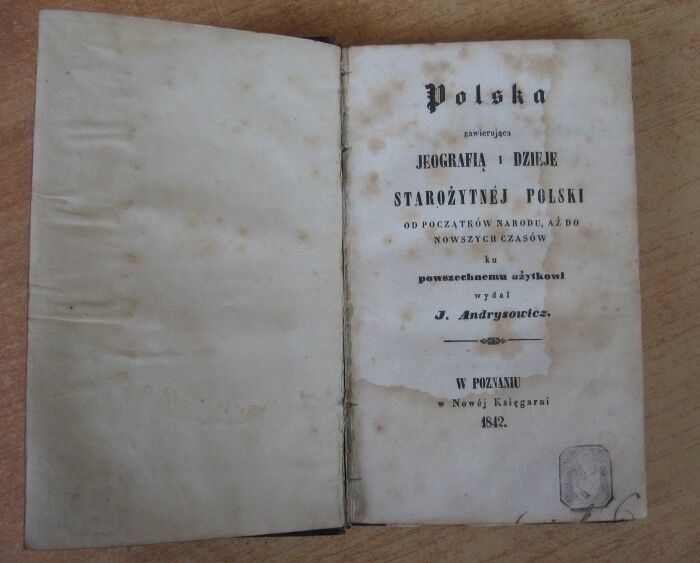 Polska
zawierająca
JEOGRAFIĄ I DZIEJE
STAROŻYTNÉJ POLSKI
OD POCZĄTKÓW NARODU, AŻ DO
NOWSZYCH CZASÓW
ku
powszechnemu użytkowi
wydał
J. Andrysowicz.
W POZNANIU
w Nowéj Księgarni
1842.